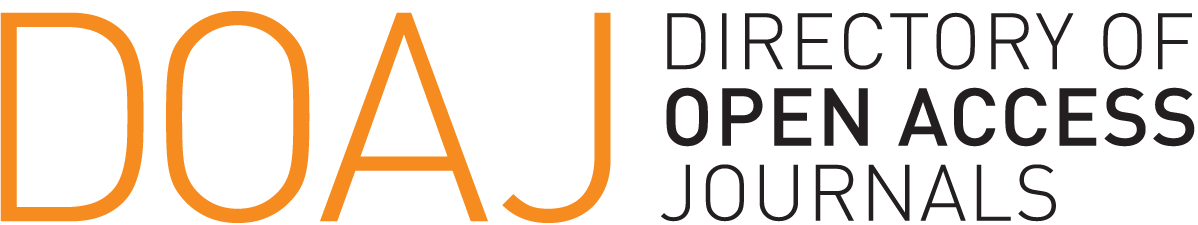 DOAJ
DIRECTORY OF
OPEN ACCESS
JOURNALS